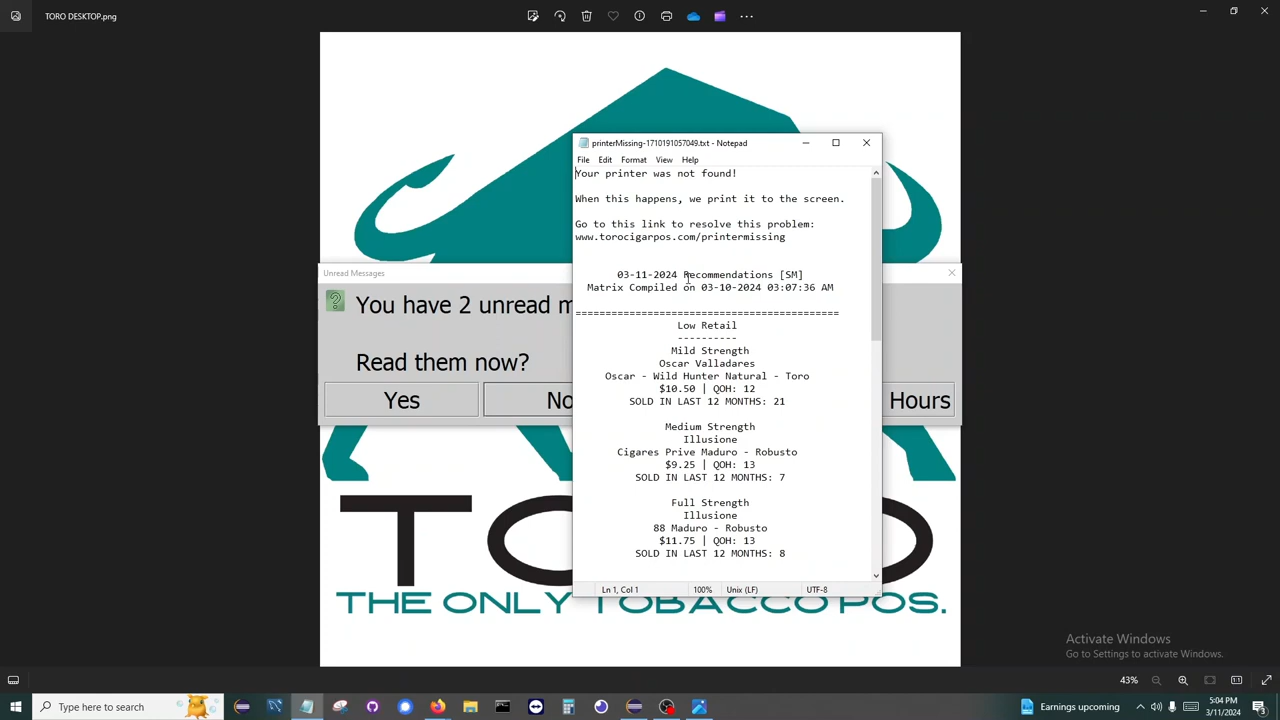 TORO DESKTOP.png
printerMissing-1710191057049.txt - Notepad
File Edit Format View Help
Your printer was not found!
When this happens, we print it to the screen.
Go to this link to resolve this problem:
www.torocigarpos.com/printermissing
03-11-2024 Recommendations [SM]
Matrix Compiled on 03-10-2024 03:07:36 AM
============================================
Low Retail
----------
Mild Strength
Oscar Valladares
Oscar - Wild Hunter Natural - Toro
$10.50 | QOH: 12
SOLD IN LAST 12 MONTHS: 21
Medium Strength
Illusione
Cigares Prive Maduro - Robusto
$9.25 | QOH: 13
SOLD IN LAST 12 MONTHS: 7
Full Strength
Illusione
88 Maduro - Robusto
$11.75 | QOH: 13
SOLD IN LAST 12 MONTHS: 8
Ln 1, Col 1 100% Unix (LF) UTF-8
Unread Messages
You have 2 unread m
Read them now?
Yes
No
Hours
THE ONLY TOBACCO POS.
Activate Windows
Go to Settings to activate Windows.
43%
Type here to search
Earnings upcoming
5:04 PM
3/11/2024